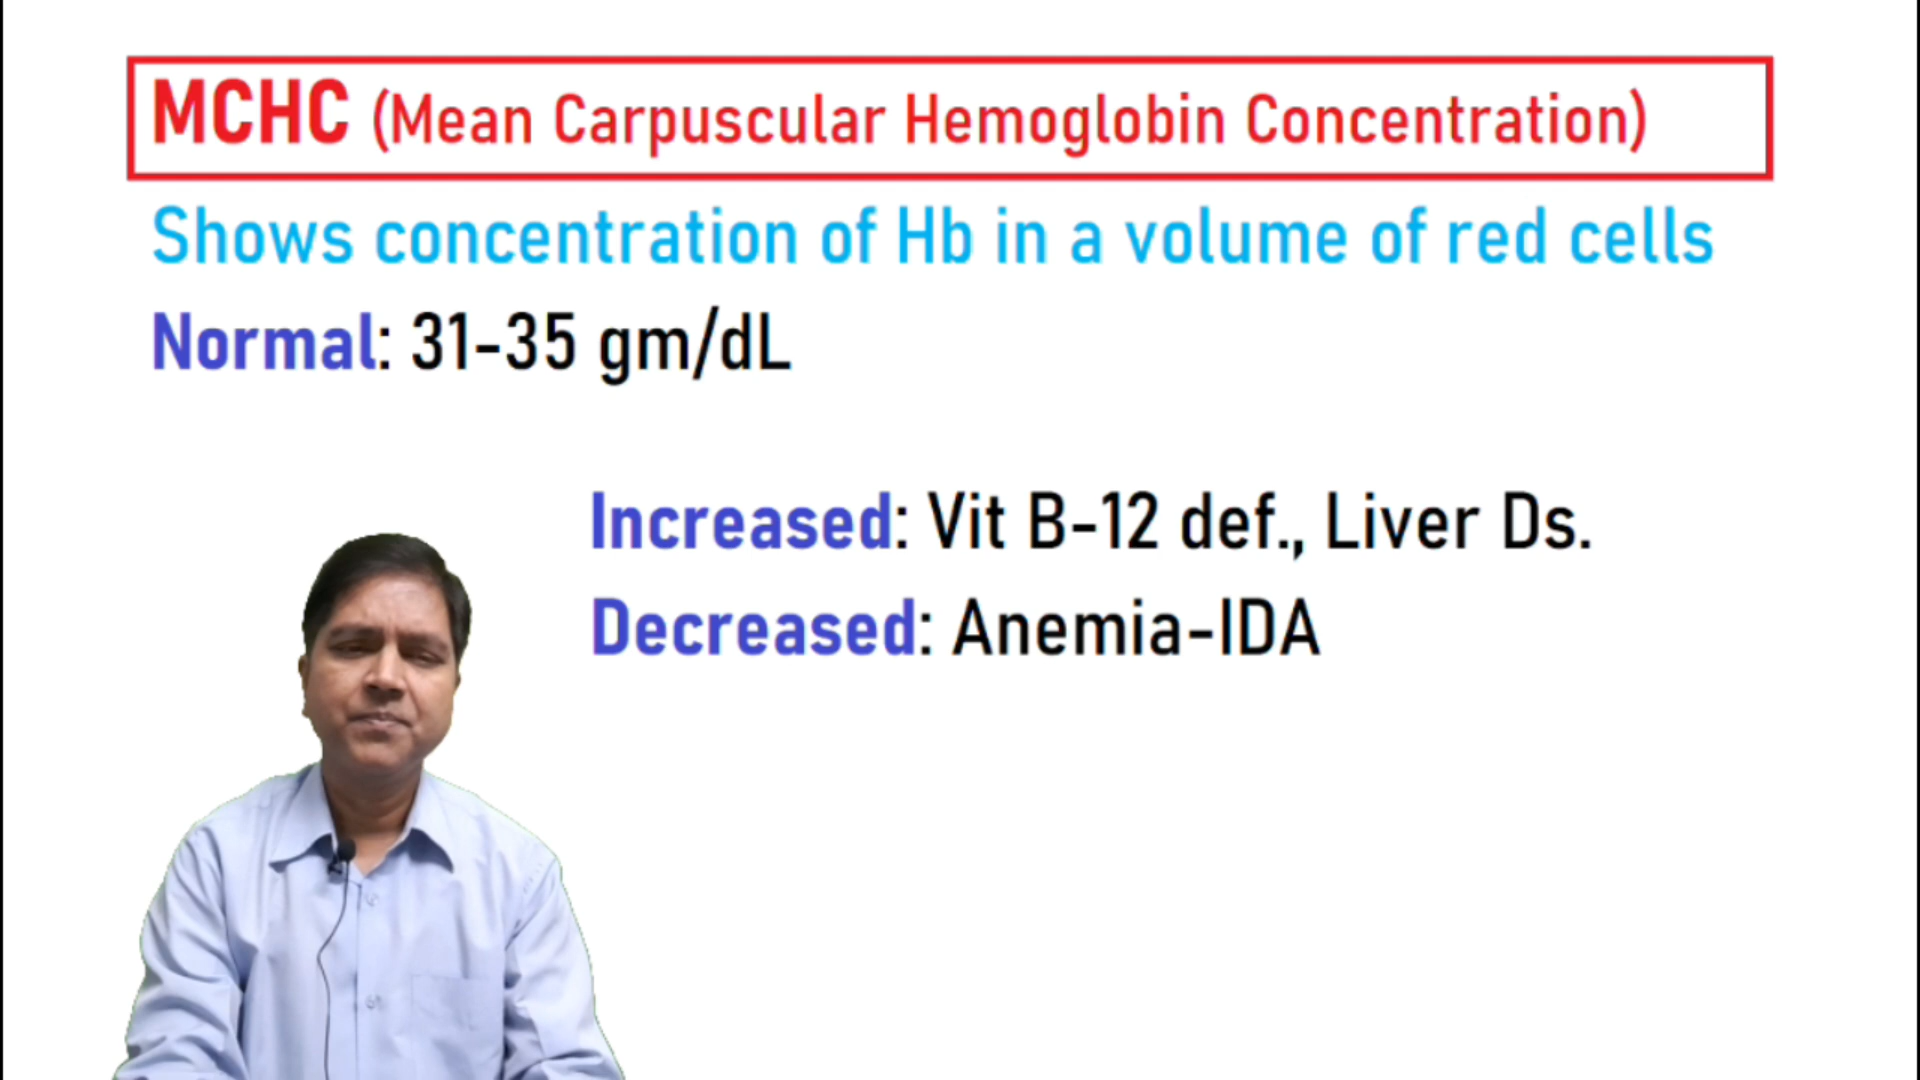 MCHC (Mean Carpuscular Hemoglobin Concentration)
Shows concentration of Hb in a volume of red cells
Normal: 31-35 gm/dL
Increased: Vit B-12 def., Liver Ds.
Decreased: Anemia-IDA